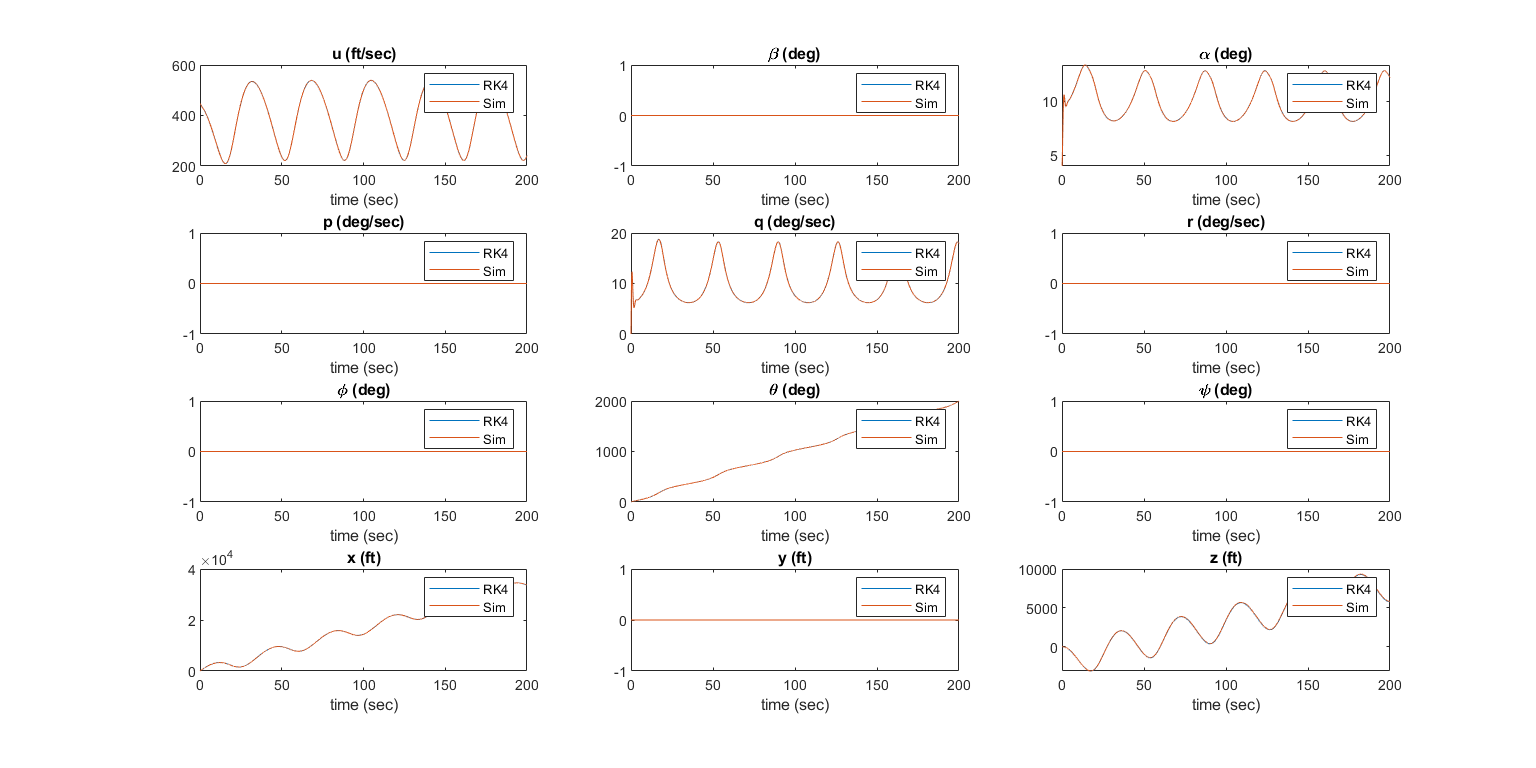 u (ft/sec)
600
400
200
0
50
100
150
200
time (sec)
RK4
Sim
β (deg)
1
0
-1
0
50
100
150
200
time (sec)
RK4
Sim
α (deg)
10
5
0
50
100
150
200
time (sec)
RK4
Sim
p (deg/sec)
1
0
-1
0
50
100
150
200
time (sec)
RK4
Sim
q (deg/sec)
20
10
0
0
50
100
150
200
time (sec)
RK4
Sim
r (deg/sec)
1
0
-1
0
50
100
150
200
time (sec)
RK4
Sim
ϕ (deg)
1
0
-1
0
50
100
150
200
time (sec)
RK4
Sim
θ (deg)
2000
1000
0
0
50
100
150
200
time (sec)
RK4
Sim
ψ (deg)
1
0
-1
0
50
100
150
200
time (sec)
RK4
Sim
x (ft)
×10⁴
4
2
0
0
50
100
150
200
time (sec)
RK4
Sim
y (ft)
1
0
-1
0
50
100
150
200
time (sec)
RK4
Sim
z (ft)
10000
5000
0
0
50
100
150
200
time (sec)
RK4
Sim